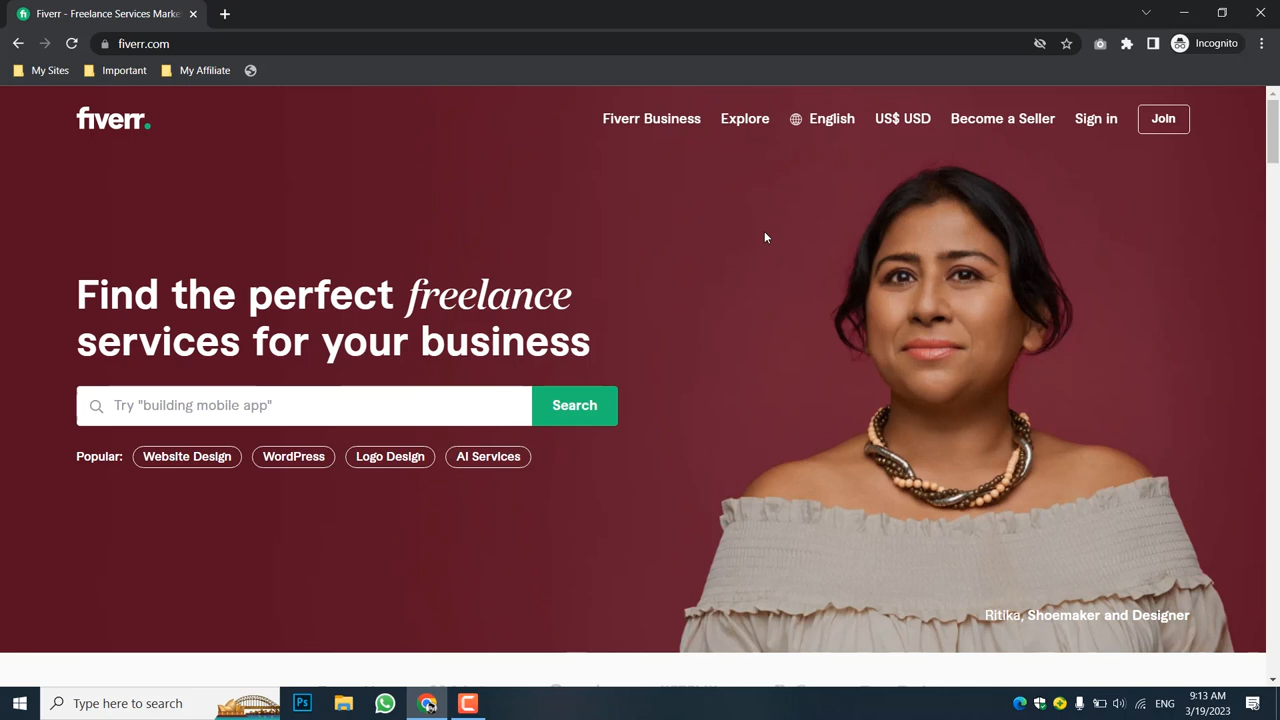 Fiverr - Freelance Services Marke
fiverr.com
Incognito
My Sites
Important
My Affiliate
fiverr.
Fiverr Business
Explore
English
US$ USD
Become a Seller
Sign in
Join
Find the perfect freelance
services for your business
Try "building mobile app"
Search
Popular:
Website Design
WordPress
Logo Design
AI Services
Ritika, Shoemaker and Designer
Type here to search
Ps
ENG
9:13 AM
3/19/2023